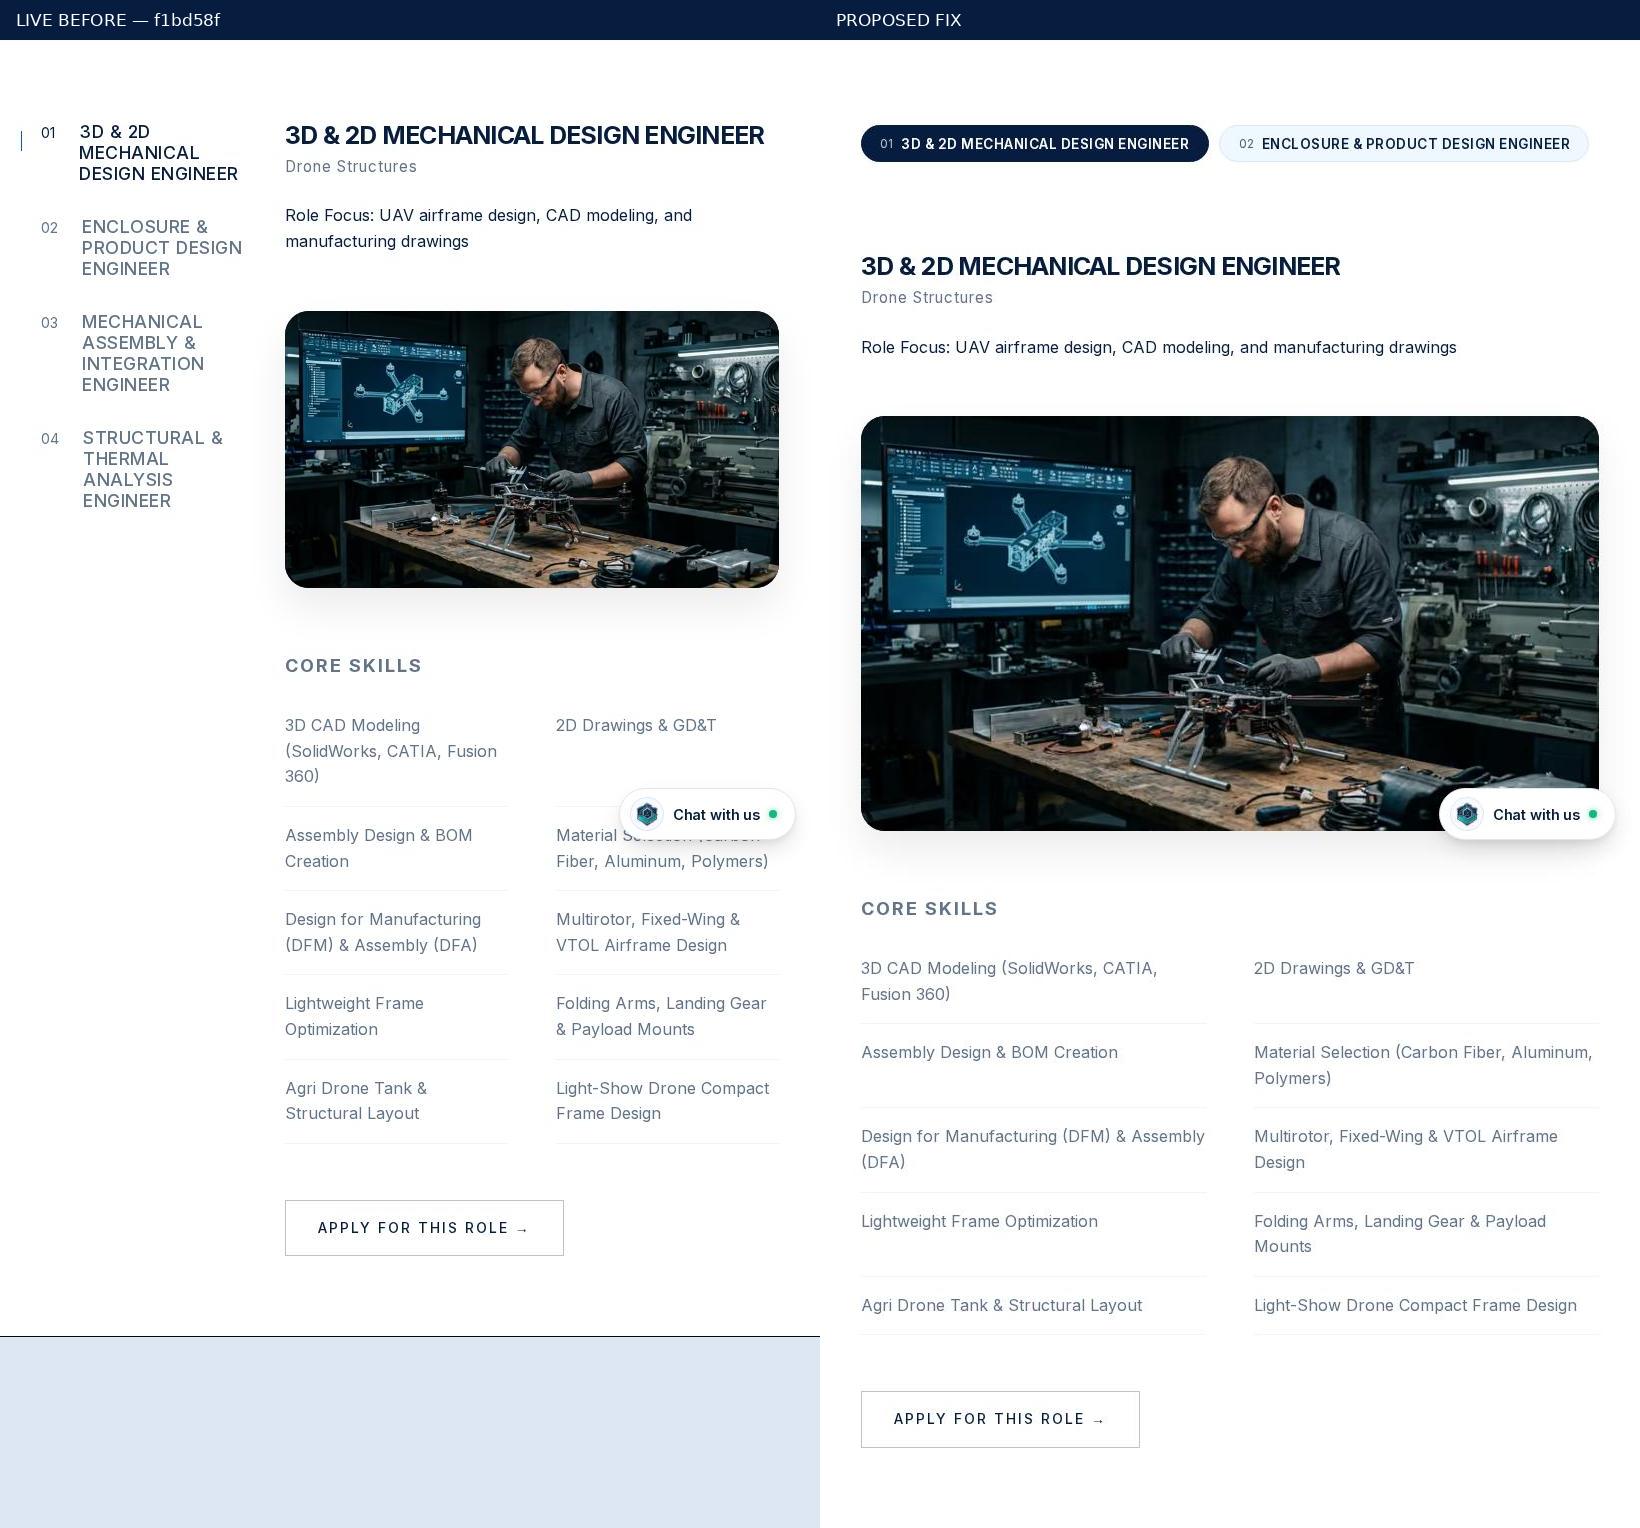 LIVE BEFORE — f1bd58f
01 3D & 2D
MECHANICAL
DESIGN ENGINEER
02 ENCLOSURE &
PRODUCT DESIGN
ENGINEER
03 MECHANICAL
ASSEMBLY &
INTEGRATION
ENGINEER
04 STRUCTURAL &
THERMAL
ANALYSIS
ENGINEER
3D & 2D MECHANICAL DESIGN ENGINEER
Drone Structures
Role Focus: UAV airframe design, CAD modeling, and
manufacturing drawings
CORE SKILLS
3D CAD Modeling
(SolidWorks, CATIA, Fusion
360)
2D Drawings & GD&T
Chat with us
Assembly Design & BOM
Creation
Material Selection (Carbon
Fiber, Aluminum, Polymers)
Design for Manufacturing
(DFM) & Assembly (DFA)
Multirotor, Fixed-Wing &
VTOL Airframe Design
Lightweight Frame
Optimization
Folding Arms, Landing Gear
& Payload Mounts
Agri Drone Tank &
Structural Layout
Light-Show Drone Compact
Frame Design
APPLY FOR THIS ROLE →
PROPOSED FIX
01 3D & 2D MECHANICAL DESIGN ENGINEER
02 ENCLOSURE & PRODUCT DESIGN ENGINEER
3D & 2D MECHANICAL DESIGN ENGINEER
Drone Structures
Role Focus: UAV airframe design, CAD modeling, and manufacturing drawings
Chat with us
CORE SKILLS
3D CAD Modeling (SolidWorks, CATIA,
Fusion 360)
2D Drawings & GD&T
Assembly Design & BOM Creation
Material Selection (Carbon Fiber, Aluminum,
Polymers)
Design for Manufacturing (DFM) & Assembly
(DFA)
Multirotor, Fixed-Wing & VTOL Airframe
Design
Lightweight Frame Optimization
Folding Arms, Landing Gear & Payload
Mounts
Agri Drone Tank & Structural Layout
Light-Show Drone Compact Frame Design
APPLY FOR THIS ROLE →